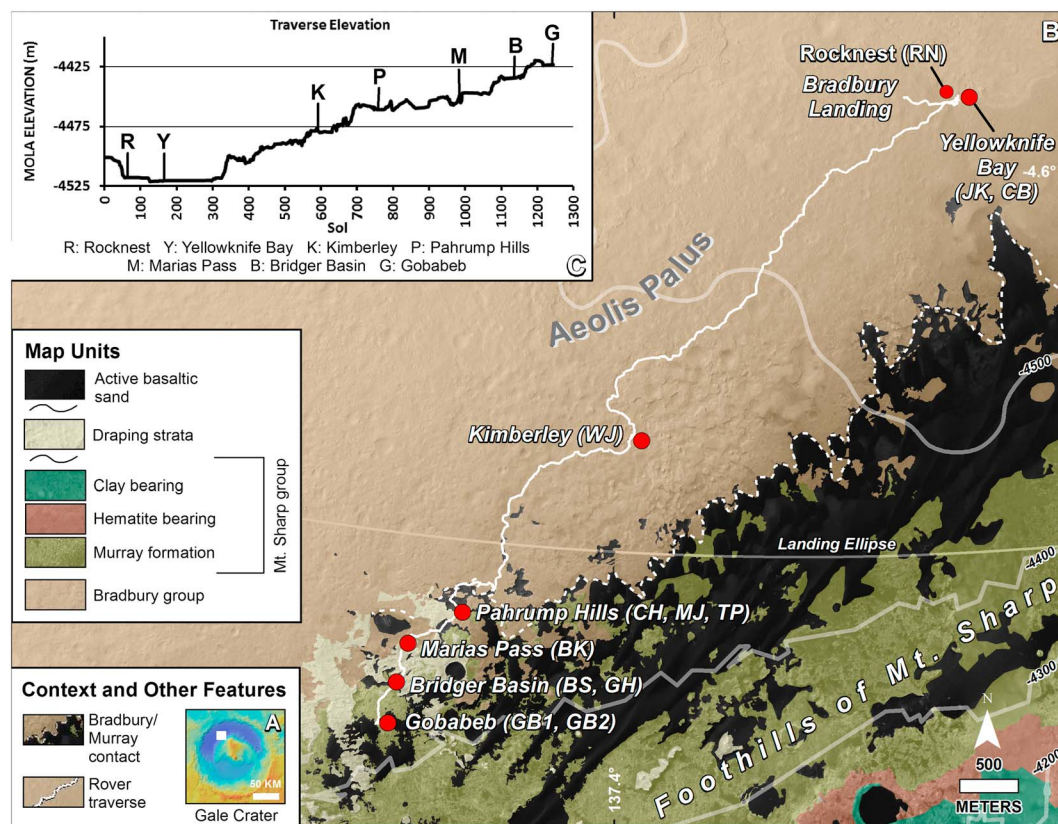 Traverse Elevation
MOLA ELEVATION (m)
-4425
-4475
-4525
R
Y
K
P
M
B
G
0 100 200 300 400 500 600 700 800 900 1000 1100 1200 1300
Sol
R: Rocknest Y: Yellowknife Bay K: Kimberley P: Pahrump Hills
M: Marias Pass B: Bridger Basin G: Gobabeb
C
B
Rocknest (RN)
Bradbury
Landing
Yellowknife
Bay
(JK, CB)
-4.6°
Aeolis Palus
-4500
Kimberley (WJ)
Landing Ellipse
-4400
Pahrump Hills (CH, MJ, TP)
Marias Pass (BK)
Bridger Basin (BS, GH)
Gobabeb (GB1, GB2)
Foothills of Mt. Sharp
-4300
-4200
137.4°
N
500
METERS
Map Units
Active basaltic
sand
Draping strata
Clay bearing
Hematite bearing
Murray formation
Mt. Sharp group
Bradbury group
Context and Other Features
Bradbury/
Murray
contact
Rover
traverse
A
50 KM
Gale Crater